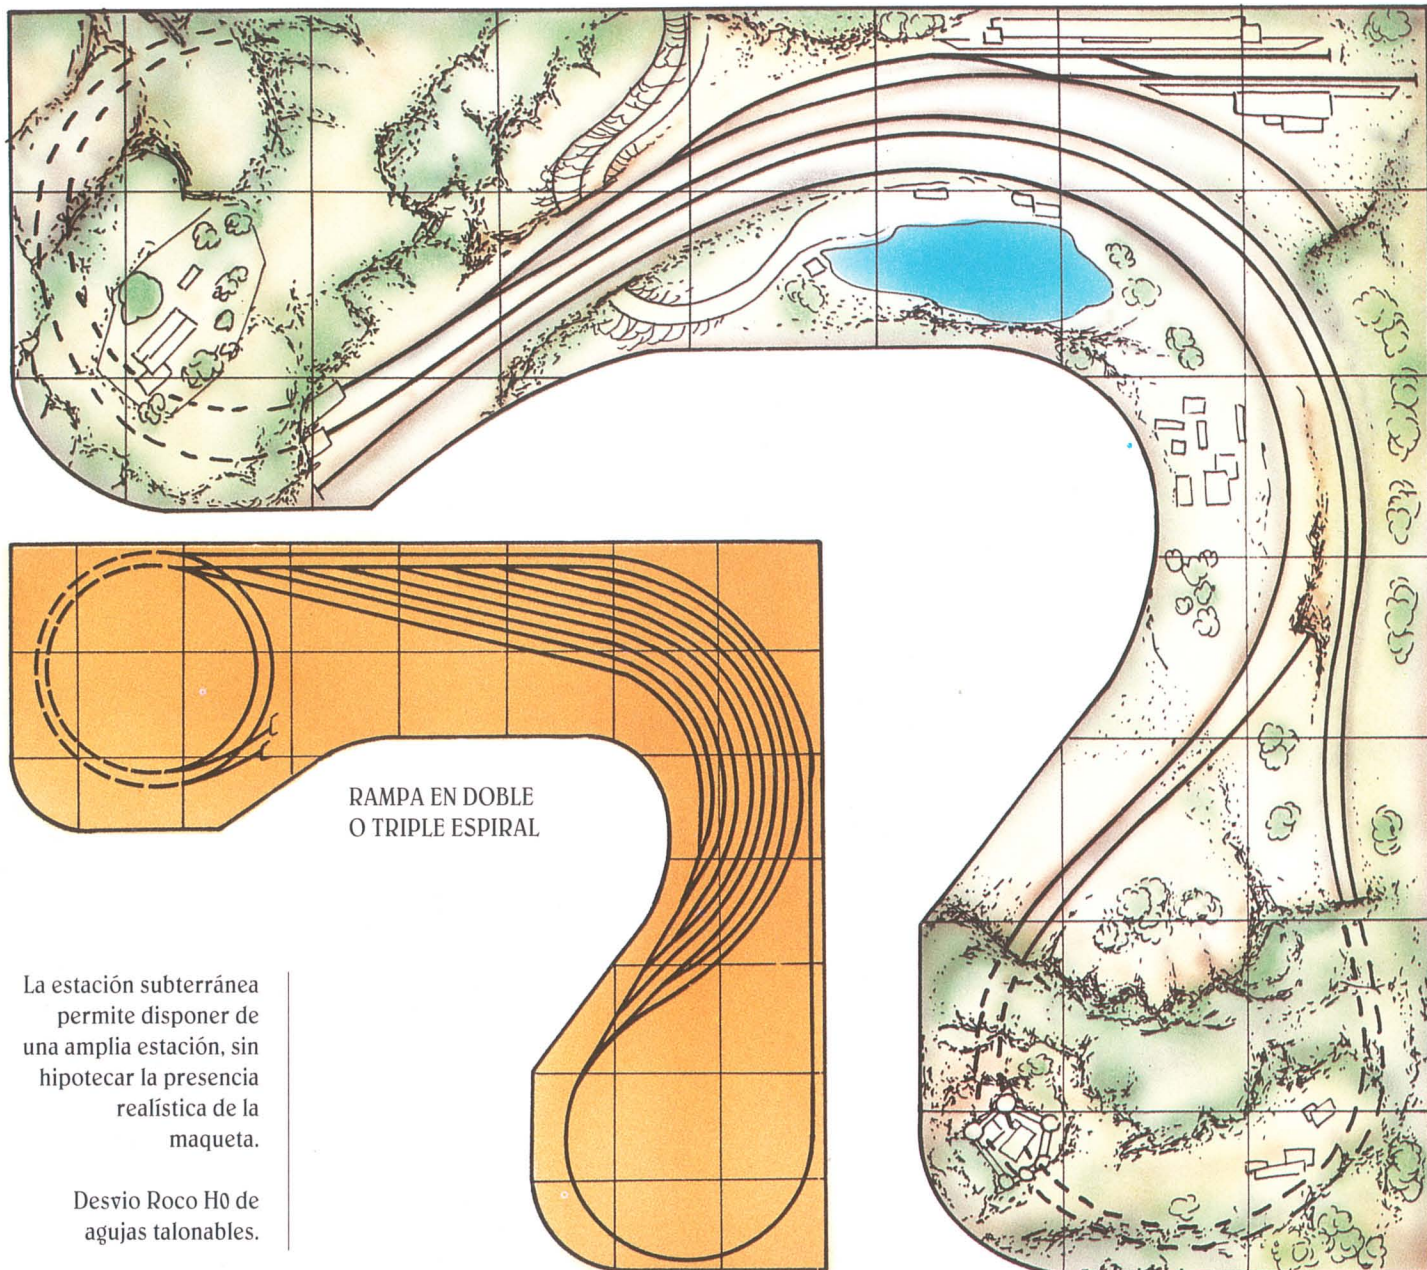 RAMPA EN DOBLE
O TRIPLE ESPIRAL
La estación subterránea
permite disponer de
una amplia estación, sin
hipotecar la presencia
realística de la
maqueta.
Desvio Roco H0 de
agujas talonables.